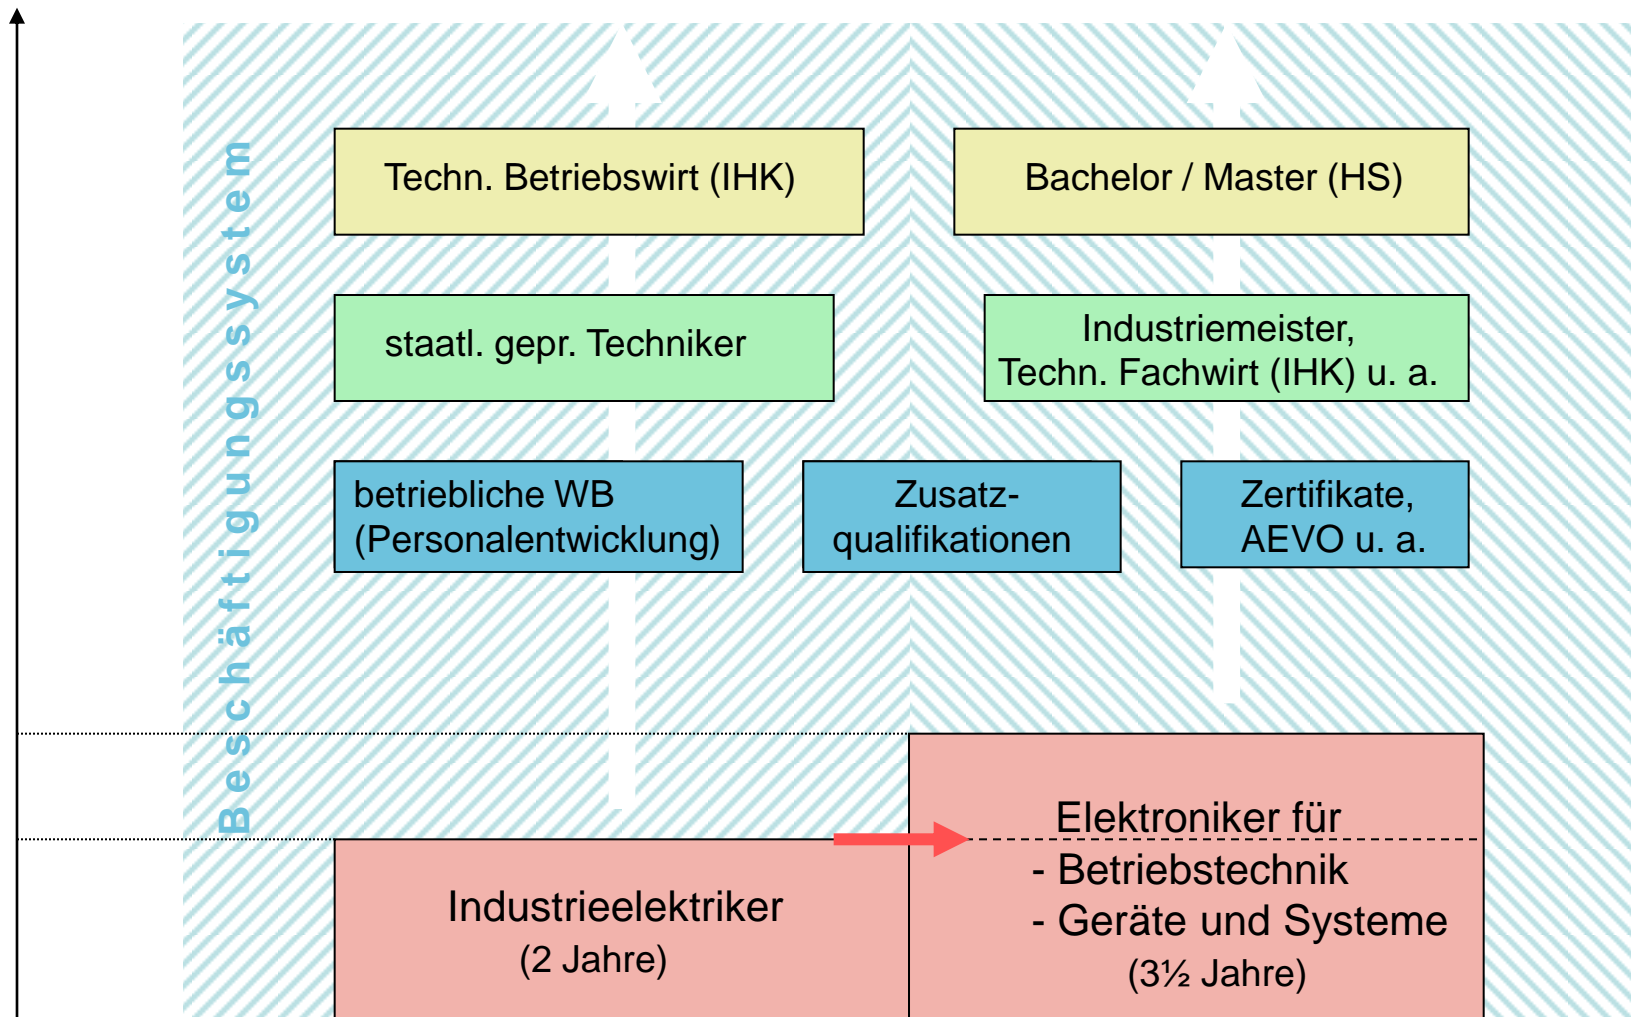 Beschäftigungssystem
Techn. Betriebswirt (IHK)
Bachelor / Master (HS)
staatl. gepr. Techniker
Industriemeister,
Techn. Fachwirt (IHK) u. a.
betriebliche WB
(Personalentwicklung)
Zusatz-
qualifikationen
Zertifikate,
AEVO u. a.
Industrieelektriker
(2 Jahre)
Elektroniker für
- Betriebstechnik
- Geräte und Systeme
(3½ Jahre)